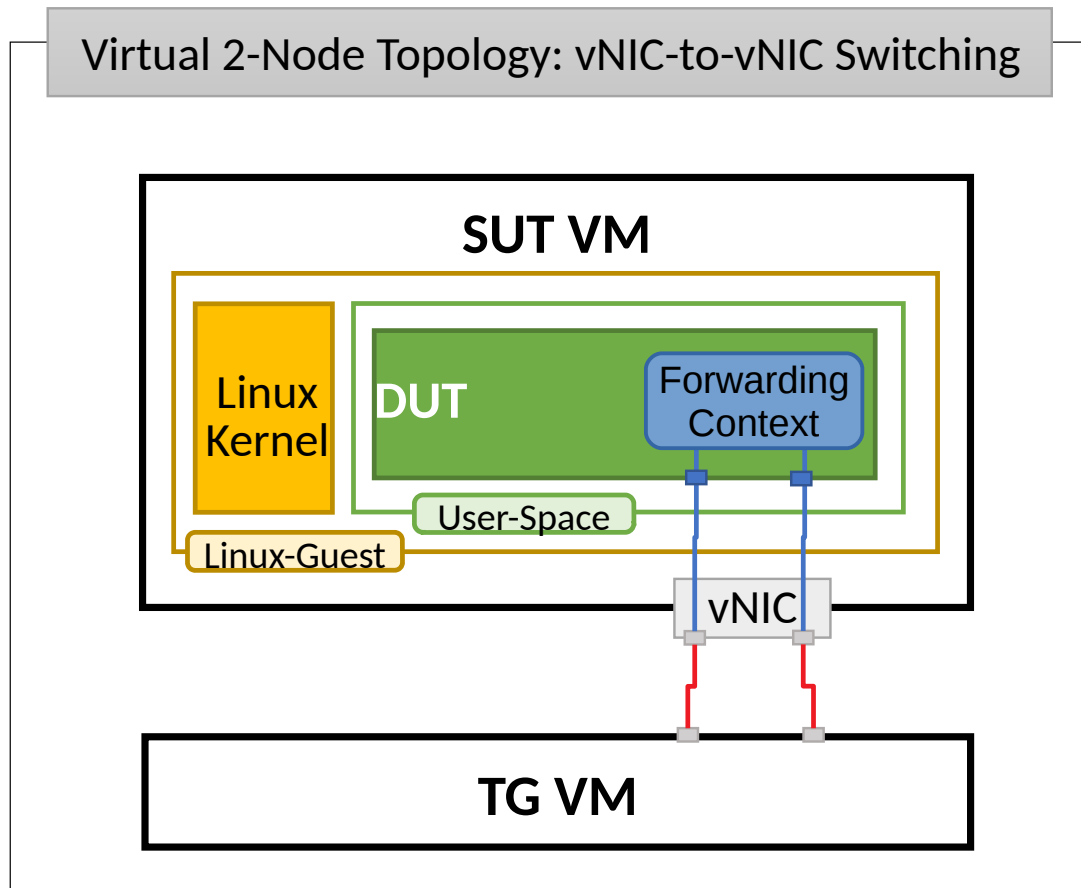 Virtual 2-Node Topology: vNIC-to-vNIC Switching
SUT VM
Linux
Kernel
DUT
Forwarding
Context
User-Space
Linux-Guest
vNIC
TG VM